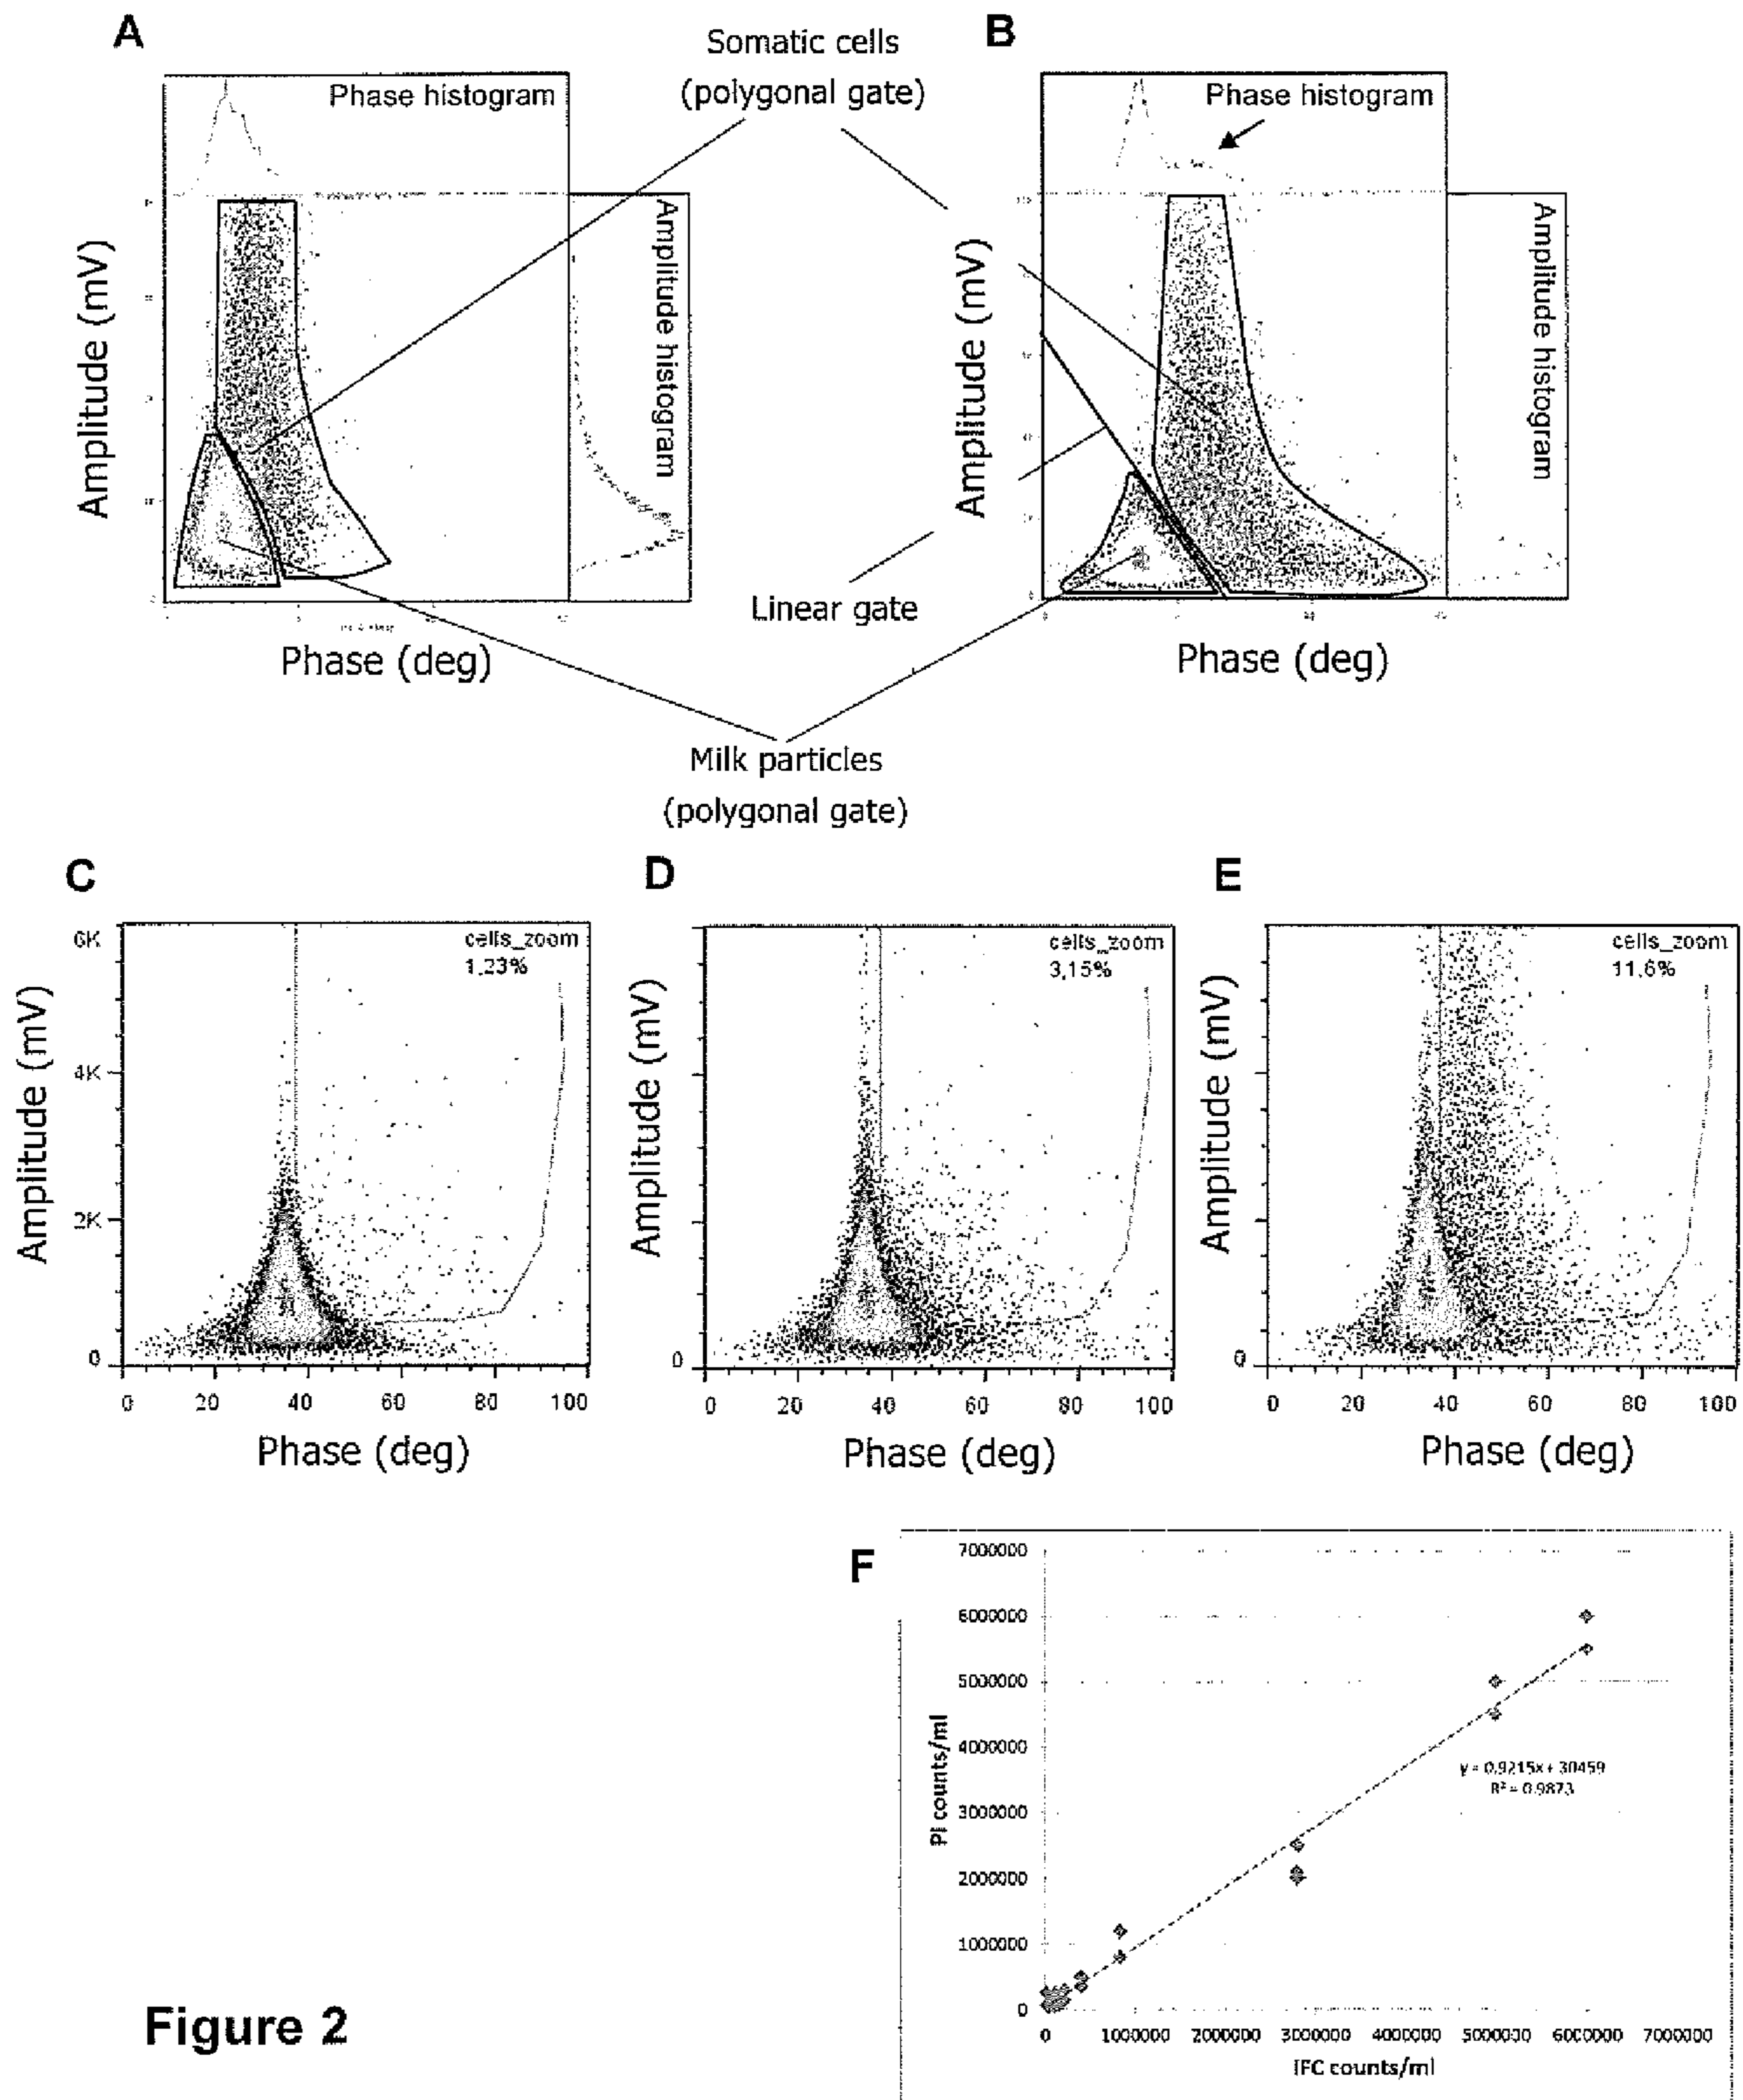 A
Somatic cells
(polygonal gate)
B
Phase histogram
Phase histogram
Amplitude (mV)
Amplitude histogram
Amplitude (mV)
Amplitude histogram
Linear gate
Phase (deg)
Phase (deg)
Milk particles
(polygonal gate)
C
D
E
cells_zoom
1,23%
cells_zoom
3,15%
cells_zoom
11,6%
6K
4K
2K
0
0
0
Amplitude (mV)
Amplitude (mV)
Amplitude (mV)
0 20 40 60 80 100
0 20 40 60 80 100
0 20 40 60 80 100
Phase (deg)
Phase (deg)
Phase (deg)
F
7000000
6000000
5000000
4000000
3000000
2000000
1000000
0
PI counts/ml
y = 0.9215x + 30459
R² = 0.9873
0 1000000 2000000 3000000 4000000 5000000 6000000 7000000
IFC counts/ml
Figure 2